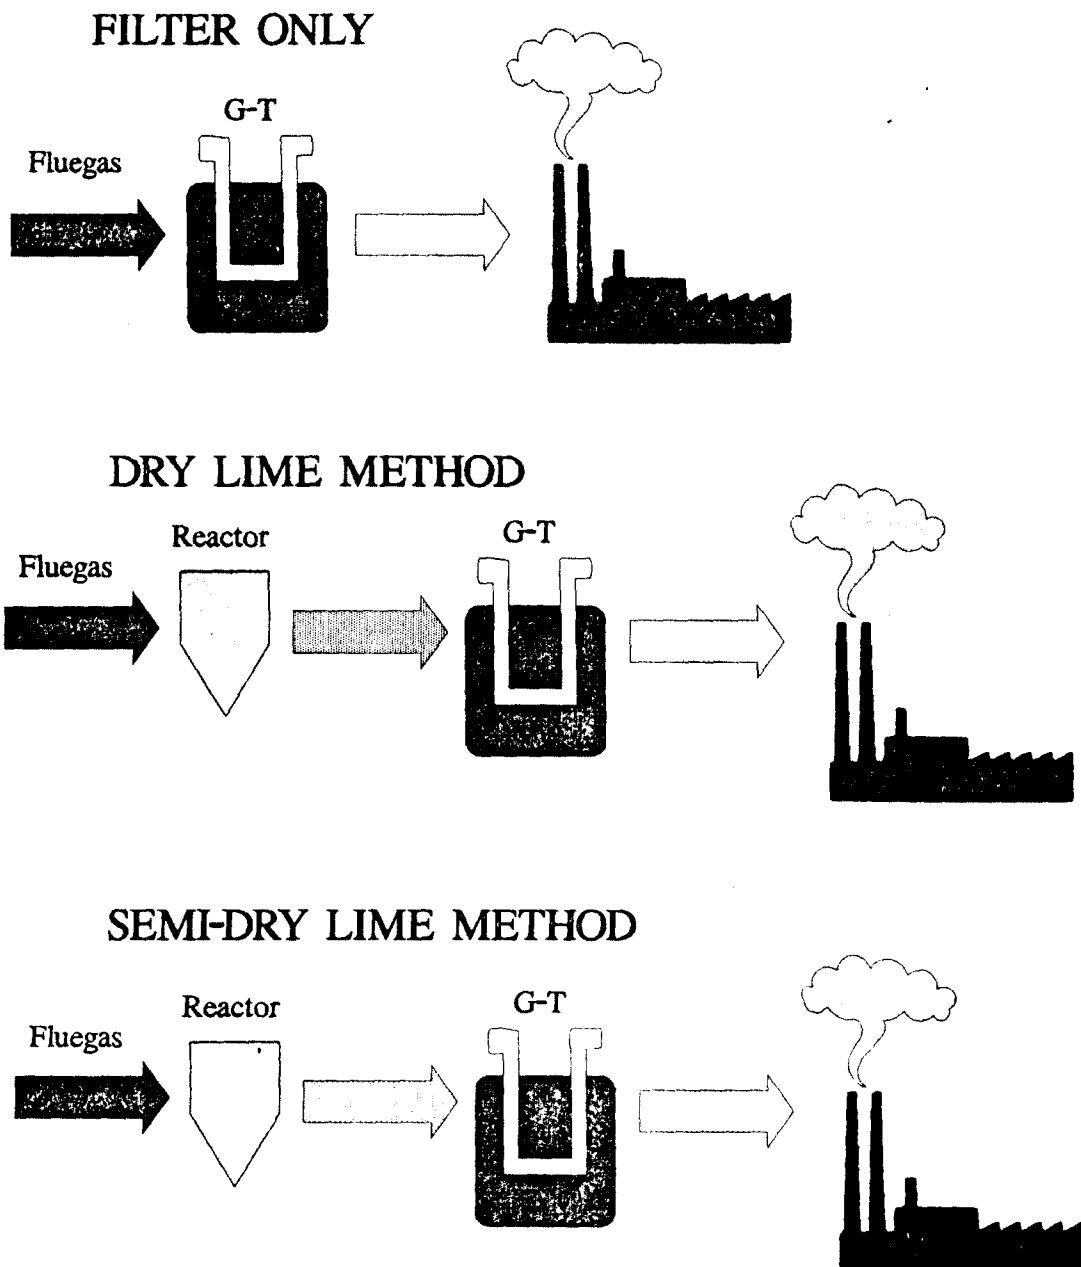 FILTER ONLY
G-T
Fluegas
DRY LIME METHOD
Reactor
G-T
Fluegas
SEMI-DRY LIME METHOD
Reactor
G-T
Fluegas